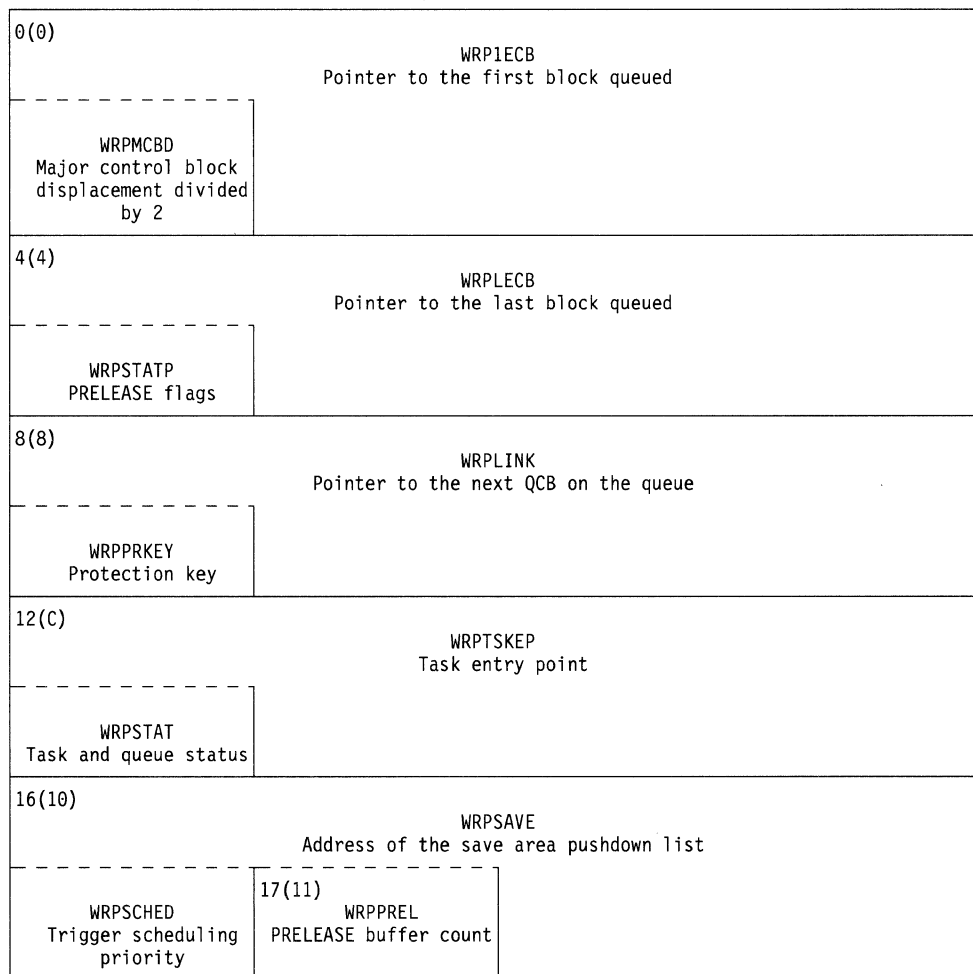 0(0)
WRP1ECB
Pointer to the first block queued
WRPMCBD
Major control block
displacement divided
by 2
4(4)
WRPLECB
Pointer to the last block queued
WRPSTATP
PRELEASE flags
8(8)
WRPLINK
Pointer to the next QCB on the queue
WRPPRKEY
Protection key
12(C)
WRPTSKEP
Task entry point
WRPSTAT
Task and queue status
16(10)
WRPSAVE
Address of the save area pushdown list
17(11)
WRPSCHED
Trigger scheduling
priority
WRPPREL
PRELEASE buffer count